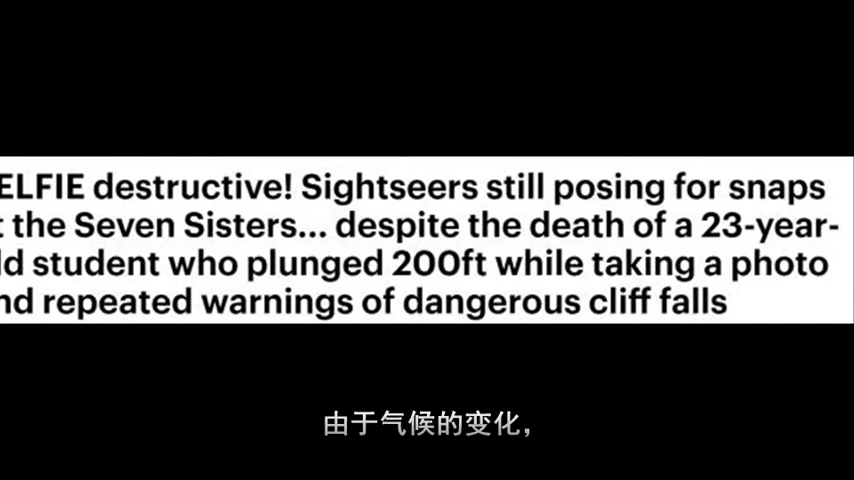 ELFIE destructive! Sightseers still posing for snaps
t the Seven Sisters... despite the death of a 23-year-
ld student who plunged 200ft while taking a photo
nd repeated warnings of dangerous cliff falls
由于气候的变化，